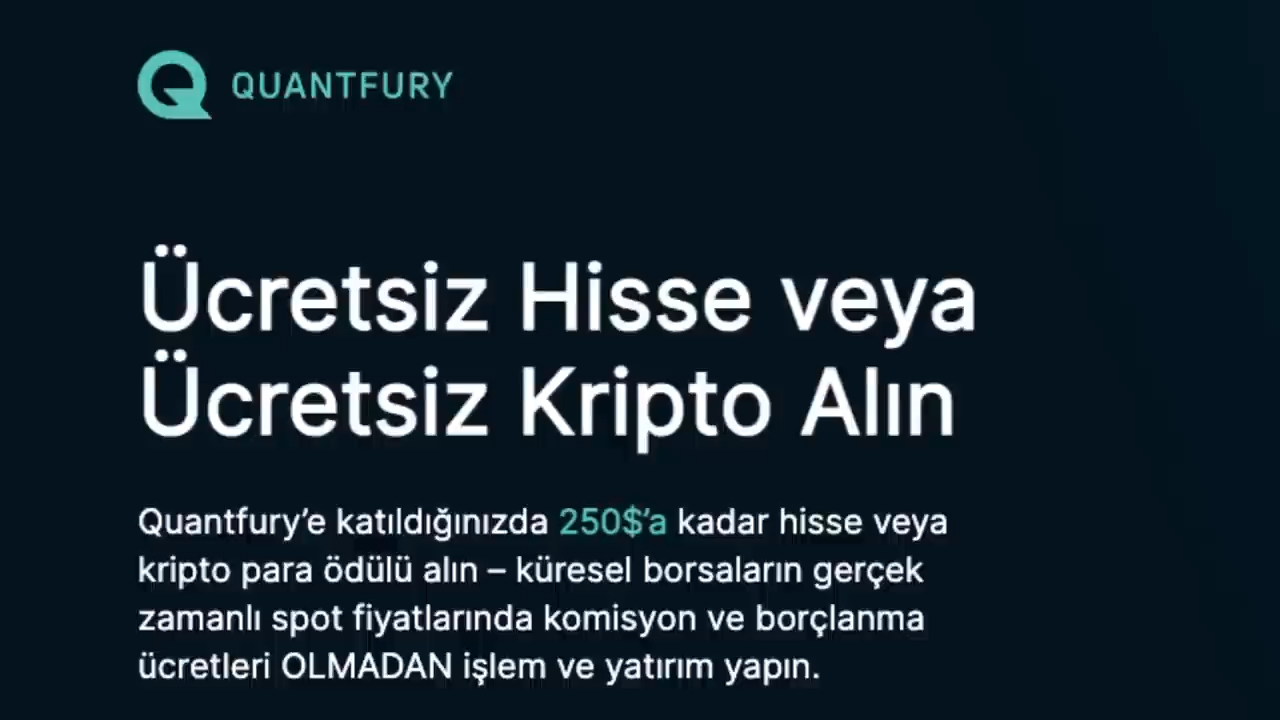 QUANTFURY
Ücretsiz Hisse veya
Ücretsiz Kripto Alın
Quantfury’e katıldığınızda 250$’a kadar hisse veya
kripto para ödülü alın – küresel borsaların gerçek
zamanlı spot fiyatlarında komisyon ve borçlanma
ücretleri OLMADAN işlem ve yatırım yapın.